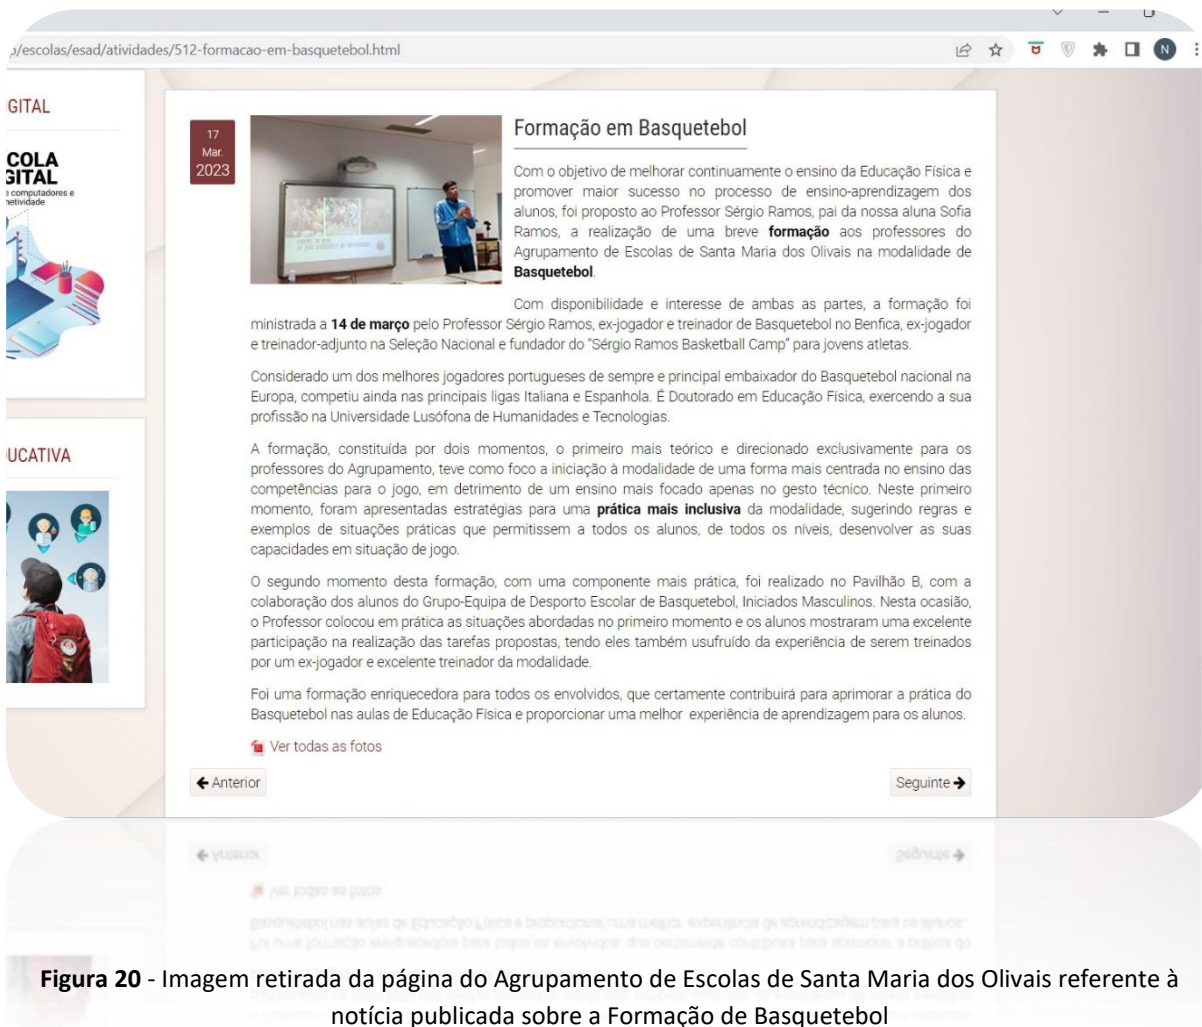 /escolas/esad/atividades/512-formacao-em-basquetebol.html
N
GITAL
COLA
GITAL
e computadores e
netividade
UCATIVA
17
Mar.
2023
Formação em Basquetebol
Com o objetivo de melhorar continuamente o ensino da Educação Física e
promover maior sucesso no processo de ensino-aprendizagem dos
alunos, foi proposto ao Professor Sérgio Ramos, pai da nossa aluna Sofia
Ramos, a realização de uma breve formação aos professores do
Agrupamento de Escolas de Santa Maria dos Olivais na modalidade de
Basquetebol.
Com disponibilidade e interesse de ambas as partes, a formação foi
ministrada a 14 de março pelo Professor Sérgio Ramos, ex-jogador e treinador de Basquetebol no Benfica, ex-jogador
e treinador-adjunto na Seleção Nacional e fundador do “Sérgio Ramos Basketball Camp” para jovens atletas.
Considerado um dos melhores jogadores portugueses de sempre e principal embaixador do Basquetebol nacional na
Europa, competiu ainda nas principais ligas Italiana e Espanhola. É Doutorado em Educação Física, exercendo a sua
profissão na Universidade Lusófona de Humanidades e Tecnologias.
A formação, constituída por dois momentos, o primeiro mais teórico e direcionado exclusivamente para os
professores do Agrupamento, teve como foco a iniciação à modalidade de uma forma mais centrada no ensino das
competências para o jogo, em detrimento de um ensino mais focado apenas no gesto técnico. Neste primeiro
momento, foram apresentadas estratégias para uma prática mais inclusiva da modalidade, sugerindo regras e
exemplos de situações práticas que permitissem a todos os alunos, de todos os níveis, desenvolver as suas
capacidades em situação de jogo.
O segundo momento desta formação, com uma componente mais prática, foi realizado no Pavilhão B, com a
colaboração dos alunos do Grupo-Equipa de Desporto Escolar de Basquetebol, Iniciados Masculinos. Nesta ocasião,
o Professor colocou em prática as situações abordadas no primeiro momento e os alunos mostraram uma excelente
participação na realização das tarefas propostas, tendo eles também usufruído da experiência de serem treinados
por um ex-jogador e excelente treinador da modalidade.
Foi uma formação enriquecedora para todos os envolvidos, que certamente contribuirá para aprimorar a prática do
Basquetebol nas aulas de Educação Física e proporcionar uma melhor experiência de aprendizagem para os alunos.
Ver todas as fotos
Anterior
Seguinte
Figura 20 - Imagem retirada da página do Agrupamento de Escolas de Santa Maria dos Olivais referente à
notícia publicada sobre a Formação de Basquetebol